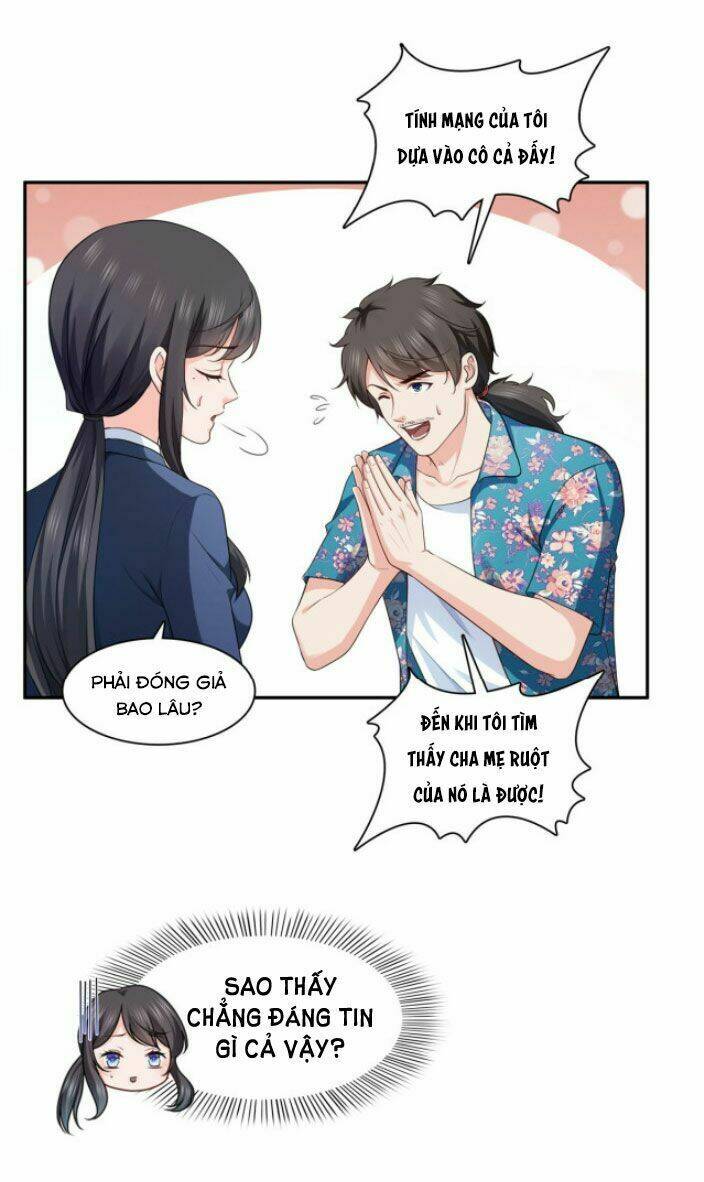 TÍNH MẠNG CỦA TÔI
DỰA VÀO CÔ CẢ ĐẤY!
PHẢI ĐÓNG GIẢ
BAO LÂU?
ĐẾN KHI TÔI TÌM
THẤY CHA MẸ RUỘT
CỦA NÓ LÀ ĐƯỢC!
SAO THẤY
CHẲNG ĐÁNG TIN
GÌ CẢ VẬY?